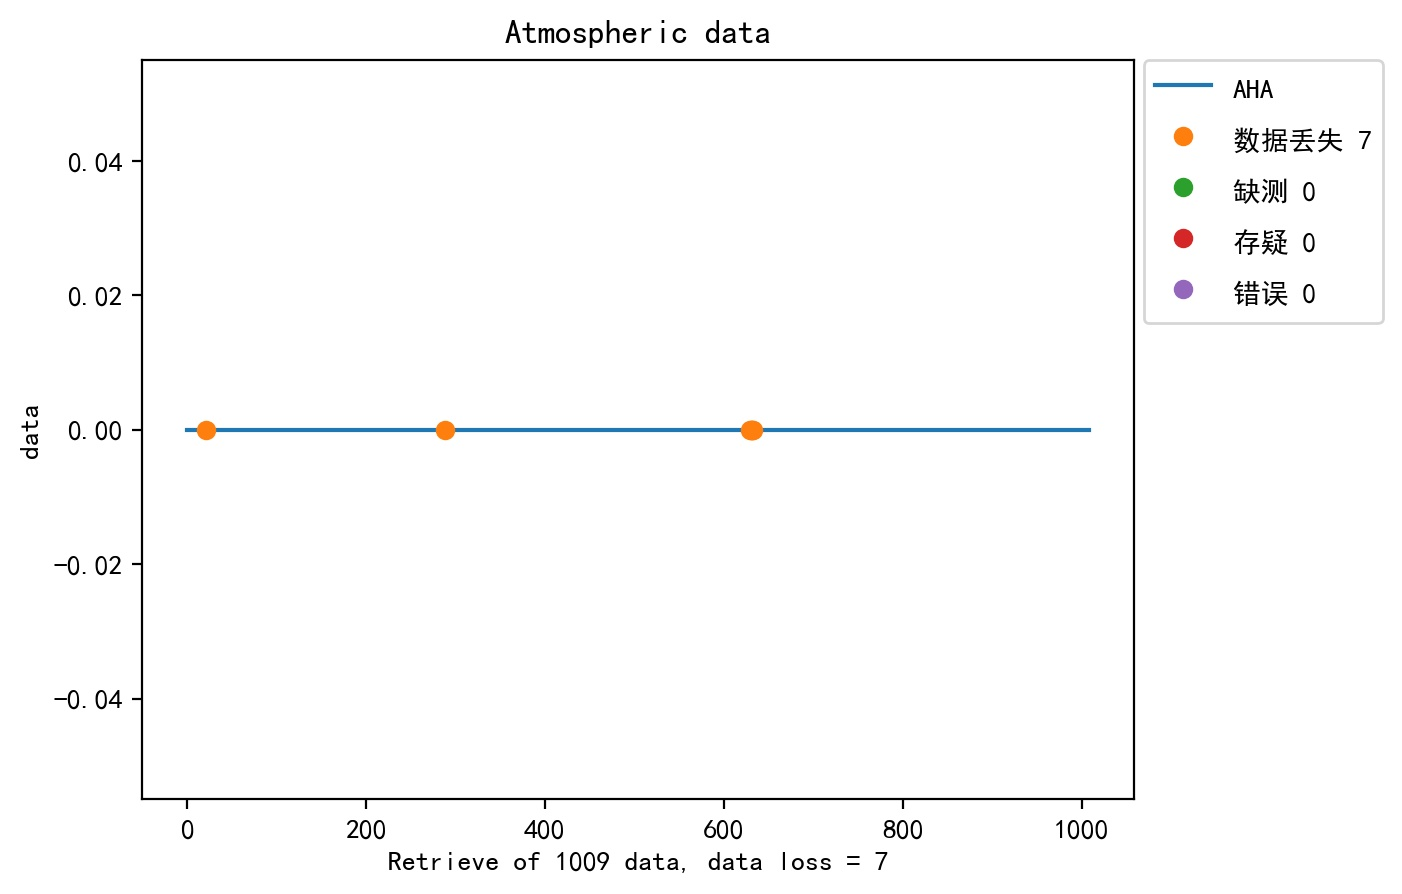 Atmospheric data
AHA
数据丢失 7
缺测 0
存疑 0
错误 0
data
0.04
0.02
0.00
−0.02
−0.04
0 200 400 600 800 1000
Retrieve of 1009 data, data loss = 7